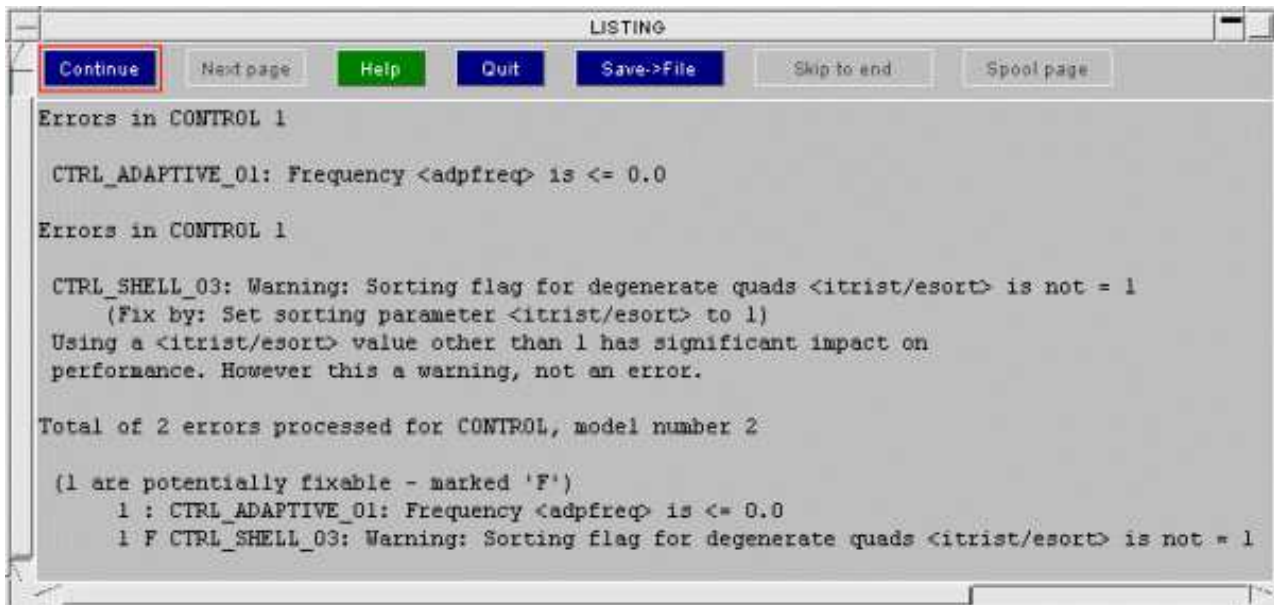 LISTING
Continue Next page Help Quit Save->File Skip to end Spool page
Errors in CONTROL 1
CTRL_ADAPTIVE_01: Frequency <adpfreq> is <= 0.0
Errors in CONTROL 1
CTRL_SHELL_03: Warning: Sorting flag for degenerate quads <itrist/esort> is not = 1
(Fix by: Set sorting parameter <itrist/esort> to 1)
Using a <itrist/esort> value other than 1 has significant impact on
performance. However this a warning, not an error.
Total of 2 errors processed for CONTROL, model number 2
(1 are potentially fixable - marked 'F')
1 : CTRL_ADAPTIVE_01: Frequency <adpfreq> is <= 0.0
1 F CTRL_SHELL_03: Warning: Sorting flag for degenerate quads <itrist/esort> is not = 1